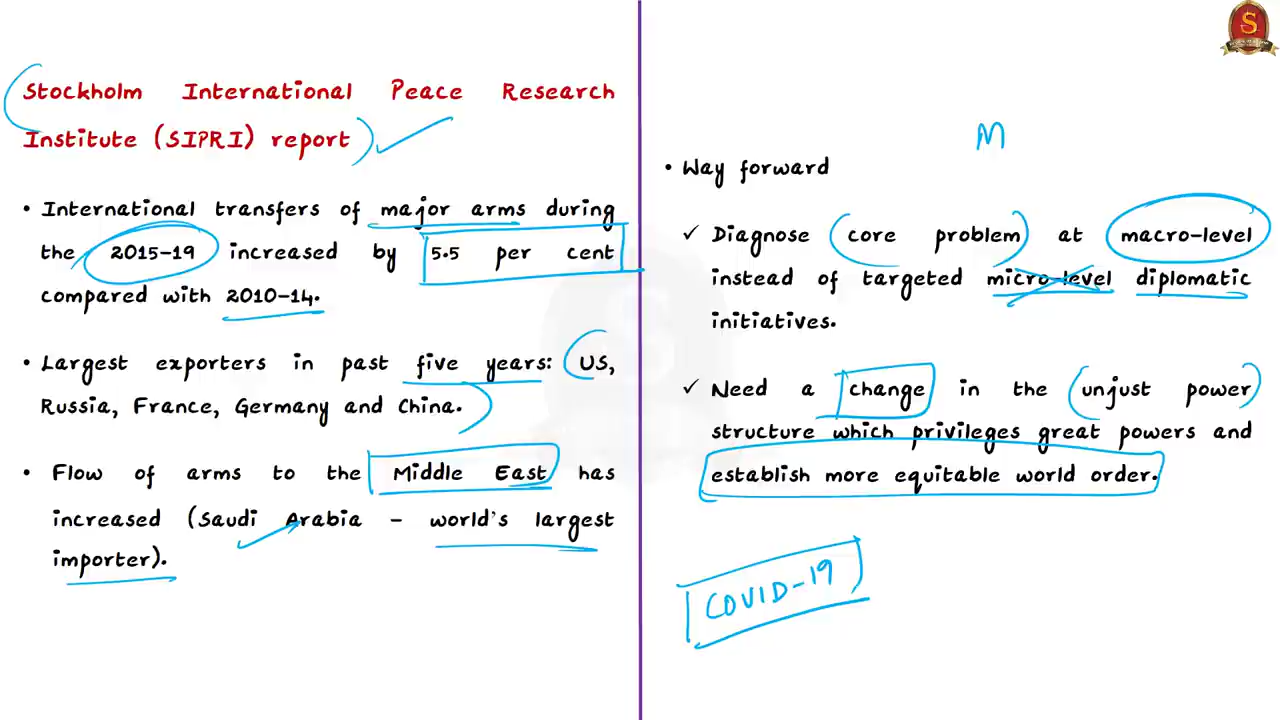 Stockholm International Peace Research
Institute (SIPRI) report
• International transfers of major arms during
the 2015-19 increased by 5.5 per cent
compared with 2010-14.
• Largest exporters in past five years: US,
Russia, France, Germany and China.
• Flow of arms to the Middle East has
increased (Saudi Arabia - world's largest
importer).
M
• Way forward
✓ Diagnose core problem at macro-level
instead of targeted micro-level diplomatic
initiatives.
✓ Need a change in the unjust power
structure which privileges great powers and
establish more equitable world order.
COVID-19
S